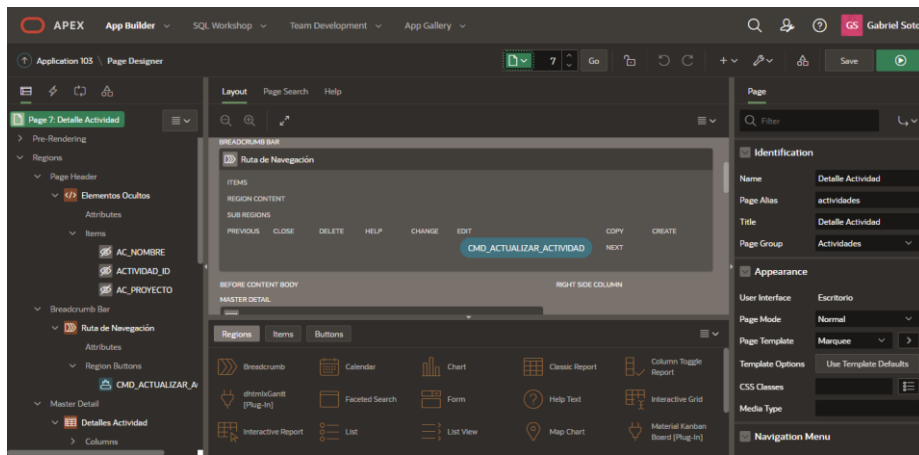 APEX App Builder SQL Workshop Team Development App Gallery GS Gabriel Soto
Application 103 \ Page Designer 7 Go Save
Layout Page Search Help Page
Page 7: Detalle Actividad
Filter
Pre-Rendering
BREADCRUMB BAR
Regions
Ruta de Navegación
Identification
Page Header
ITEMS
Name Detalle Actividad
Elementos Ocultos
REGION CONTENT
Page Alias actividades
Attributes
SUB REGIONS
Title Detalle Actividad
Items
PREVIOUS CLOSE DELETE HELP CHANGE EDIT COPY CREATE
Page Group Actividades
AC_NOMBRE
CMD_ACTUALIZAR_ACTIVIDAD NEXT
ACTIVIDAD_ID
Appearance
AC_PROYECTO
BEFORE CONTENT BODY RIGHT SIDE COLUMN
User Interface Escritorio
Breadcrumb Bar
MASTER DETAIL
Page Mode Normal
Ruta de Navegación
Regions Items Buttons
Page Template Marquee
Attributes
Template Options Use Template Defaults
Region Buttons
Breadcrumb Calendar Chart Classic Report Column Toggle Report
CSS Classes
CMD_ACTUALIZAR_A
Media Type
Master Detail
dhtmlxGantt [Plug-In] Faceted Search Form Help Text Interactive Grid
Detalles Actividad
Navigation Menu
Columns
Interactive Report List List View Map Chart Material Kanban Board [Plug-In]